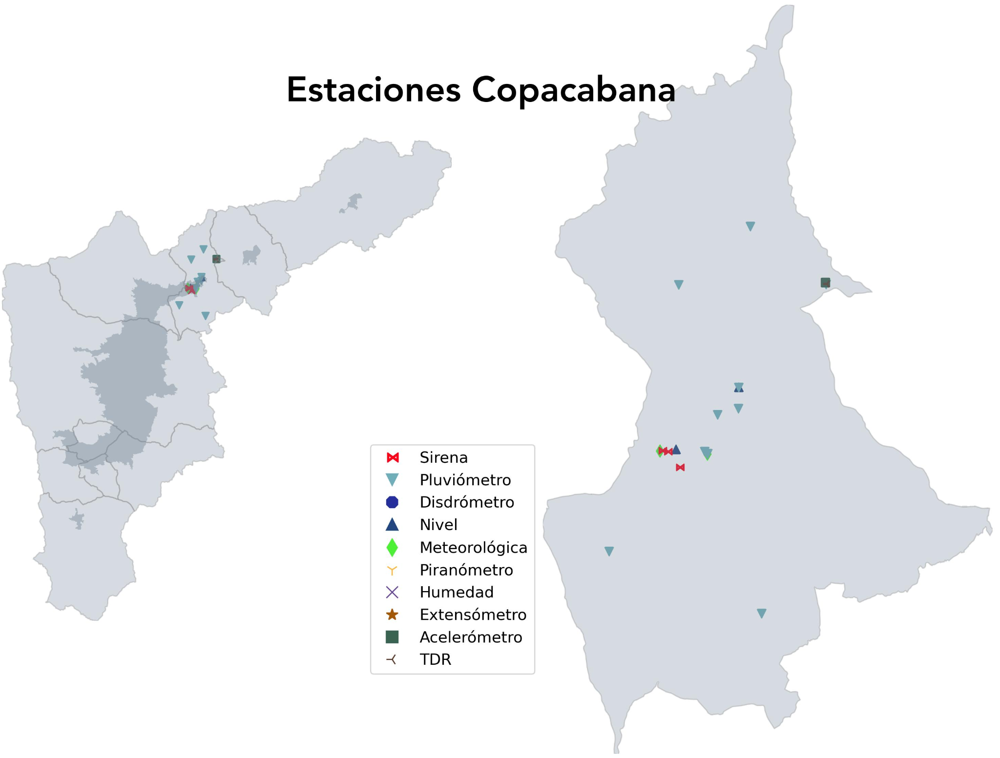 Estaciones Copacabana
Sirena
Pluviómetro
Disdrómetro
Nivel
Meteorológica
Piranómetro
Humedad
Extensómetro
Acelerómetro
TDR